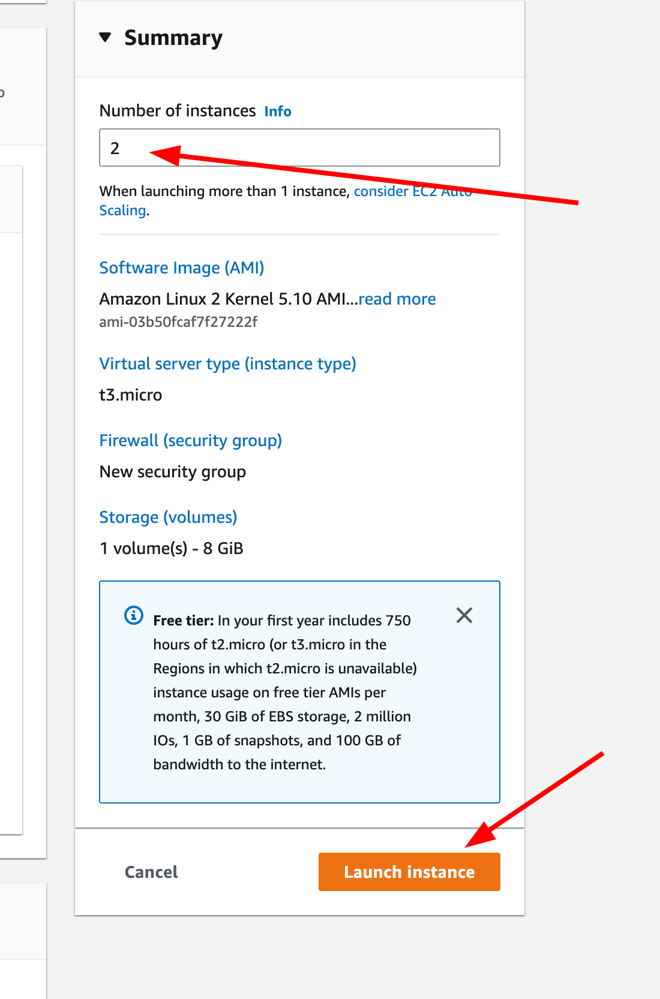 Summary
Number of instances Info
2
When launching more than 1 instance, consider EC2 Auto
Scaling.
Software Image (AMI)
Amazon Linux 2 Kernel 5.10 AMI...read more
ami-03b50fcaf7f27222f
Virtual server type (instance type)
t3.micro
Firewall (security group)
New security group
Storage (volumes)
1 volume(s) - 8 GiB
Free tier: In your first year includes 750
hours of t2.micro (or t3.micro in the
Regions in which t2.micro is unavailable)
instance usage on free tier AMIs per
month, 30 GiB of EBS storage, 2 million
IOs, 1 GB of snapshots, and 100 GB of
bandwidth to the internet.
Cancel
Launch instance